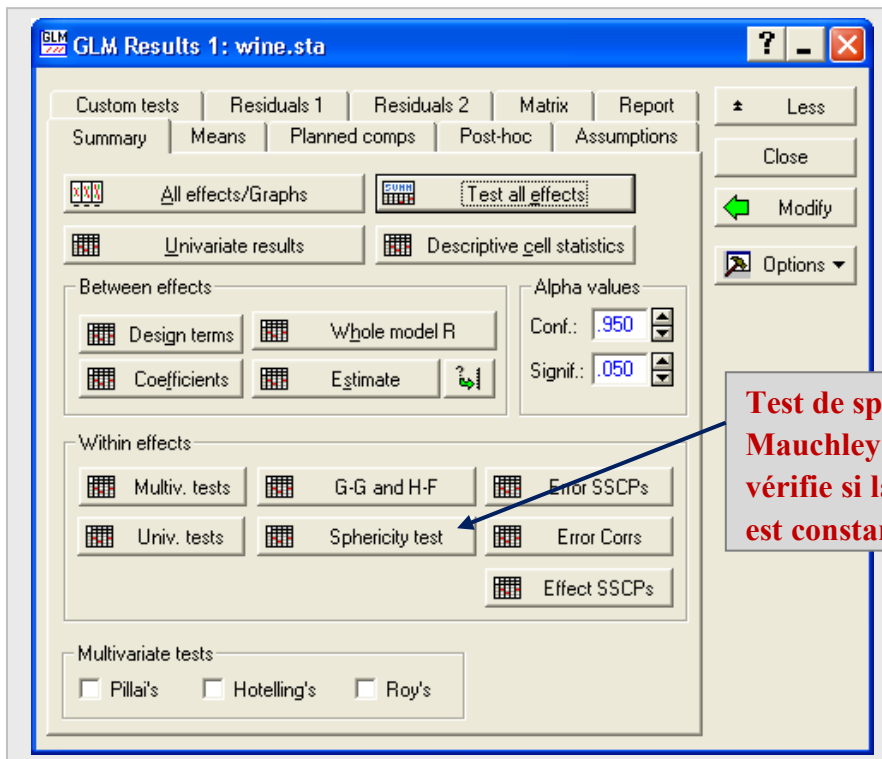 GLM Results 1: wine.sta
Custom tests Residuals 1 Residuals 2 Matrix Report
Summary Means Planned comps Post-hoc Assumptions
Less
Close
Modify
Options
All effects/Graphs Test all effects
Univariate results Descriptive cell statistics
Between effects
Design terms Whole model R
Coefficients Estimate
Alpha values
Conf.: .950
Signif.: .050
Within effects
Multiv. tests G-G and H-F Error SSCPs
Univ. tests Sphericity test Error Corrs
Effect SSCPs
Multivariate tests
Pillai's Hotelling's Roy's
Test de
Mauchley
vérifie si
est